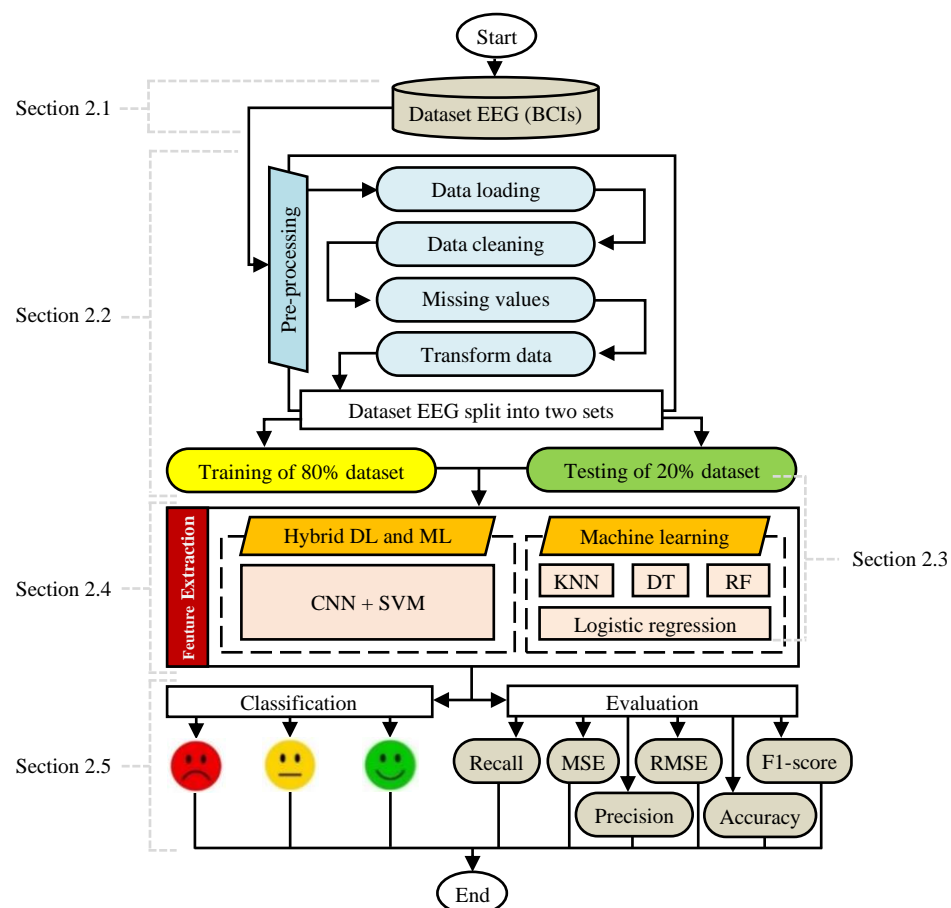 Start
Section 2.1
Dataset EEG (BCIs)
Section 2.2
Pre-processing
Data loading
Data cleaning
Missing values
Transform data
Dataset EEG split into two sets
Training of 80% dataset
Testing of 20% dataset
Section 2.3
Section 2.4
Feuture Extraction
Hybrid DL and ML
CNN + SVM
Machine learning
KNN
DT
RF
Logistic regression
Section 2.5
Classification
Evaluation
Recall
MSE
RMSE
F1-score
Precision
Accuracy
End